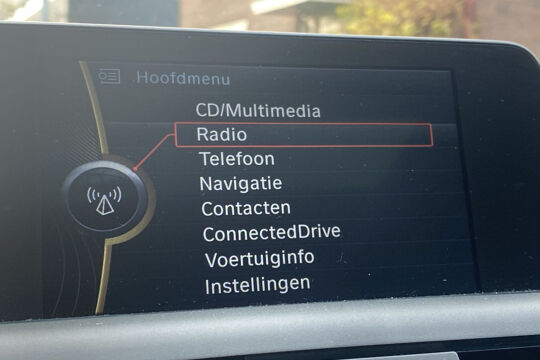 Hoofdmenu
CD/Multimedia
Radio
Telefoon
Navigatie
Contacten
ConnectedDrive
Voertuiginfo
Instellingen